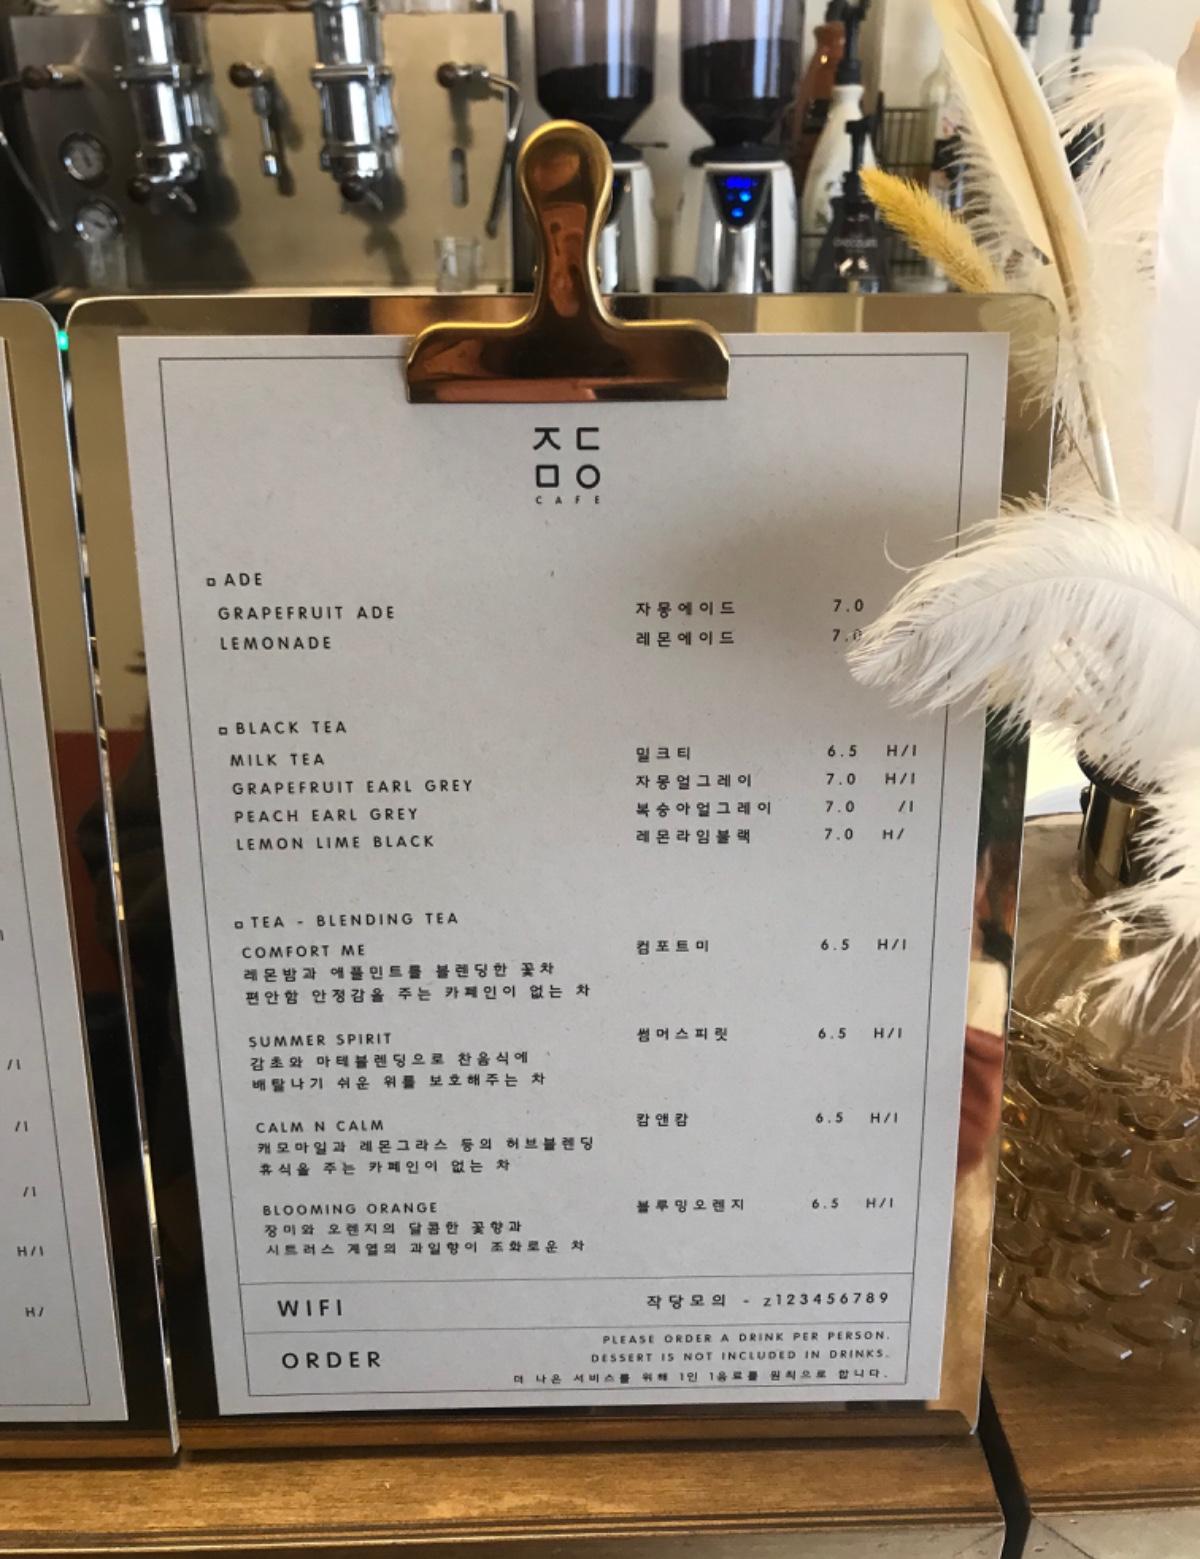 ㅈㄷ
ㅁㅇ
CAFE
ADE
GRAPEFRUIT ADE 자몽에이드 7.0
LEMONADE 레몬에이드 7.0
BLACK TEA
MILK TEA 밀크티 6.5 H/I
GRAPEFRUIT EARL GREY 자몽얼그레이 7.0 H/I
PEACH EARL GREY 복숭아얼그레이 7.0 /I
LEMON LIME BLACK 레몬라임블랙 7.0 H/
TEA - BLENDING TEA
COMFORT ME 컴포트미 6.5 H/I
레몬밤과 애플민트를 블렌딩한 꽃차
편안함 안정감을 주는 카페인이 없는 차
SUMMER SPIRIT 썸머스피릿 6.5 H/I
감초와 마테블렌딩으로 찬음식에
배탈나기 쉬운 위를 보호해주는 차
CALM N CALM 캄앤캄 6.5 H/I
캐모마일과 레몬그라스 등의 허브블렌딩
휴식을 주는 카페인이 없는 차
BLOOMING ORANGE 블루밍오렌지 6.5 H/I
장미와 오렌지의 달콤한 꽃향과
시트러스 계열의 과일향이 조화로운 차
WIFI 작당모의 - z123456789
ORDER
PLEASE ORDER A DRINK PER PERSON.
DESSERT IS NOT INCLUDED IN DRINKS.
더 나은 서비스를 위해 1인 1음료를 원칙으로 합니다.
/I
/I
/I
H/I
H/